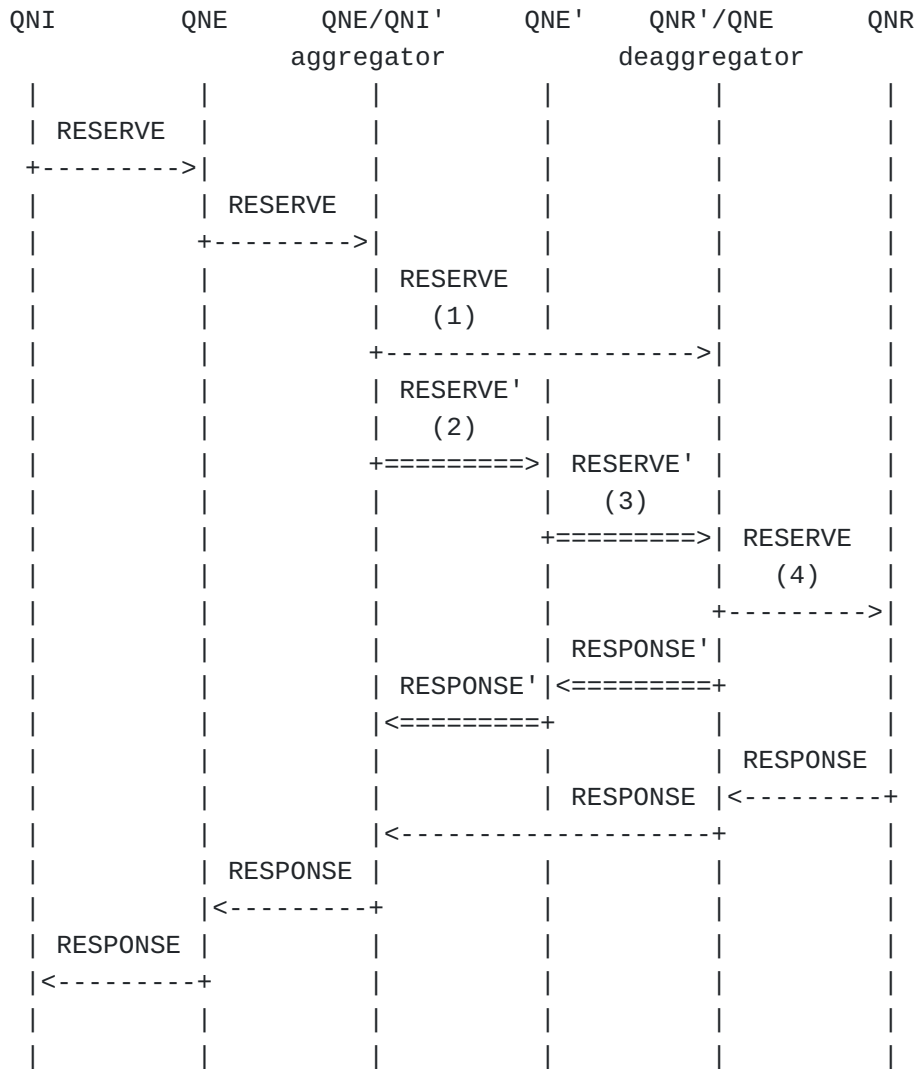 QNI QNE QNE/QNI' QNE' QNR'/QNE QNR
aggregator deaggregator
RESERVE
RESERVE
RESERVE
(1)
RESERVE'
(2)
RESERVE'
(3)
RESERVE
(4)
RESPONSE'
RESPONSE'
RESPONSE
RESPONSE
RESPONSE
RESPONSE